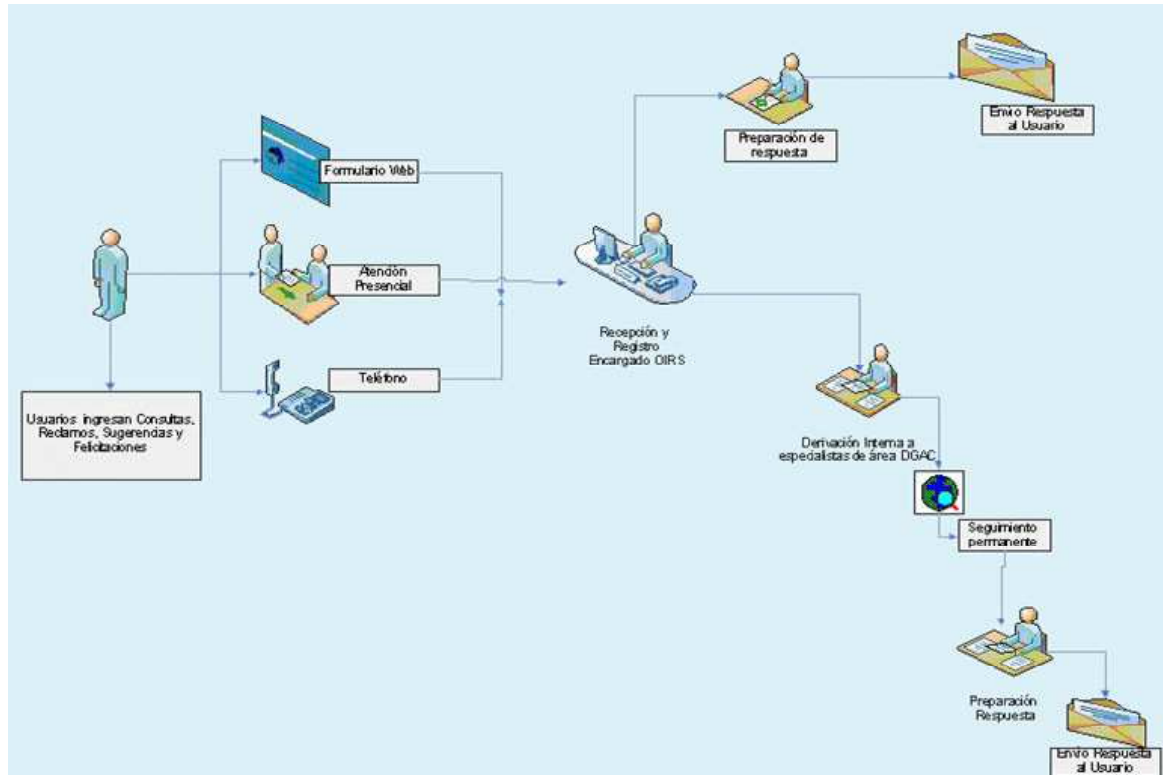 Envío Respuesta
al Usuario
Preparación de
respuesta
Formulario Web
Atención
Presencial
Recepción y
Registro
Encargado OIRS
Teléfono
Usuarios ingresan Consultas,
Reclamos, Sugerencias y
Felicitaciones
Derivación Interna a
especialistas de área DGAC
Seguimiento
permanente
Preparación
Respuesta
Envío Respuesta
al Usuario